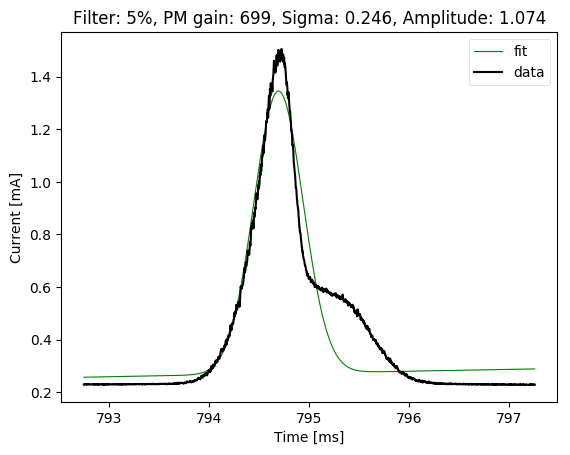 Filter: 5%, PM gain: 699, Sigma: 0.246, Amplitude: 1.074
fit
data
1.4
1.2
1.0
0.8
0.6
0.4
0.2
Current [mA]
793 794 795 796 797
Time [ms]